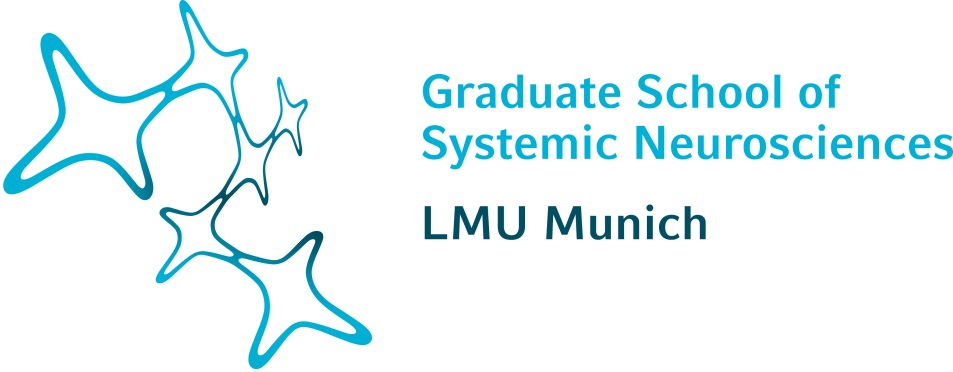 Graduate School of
Systemic Neurosciences
LMU Munich